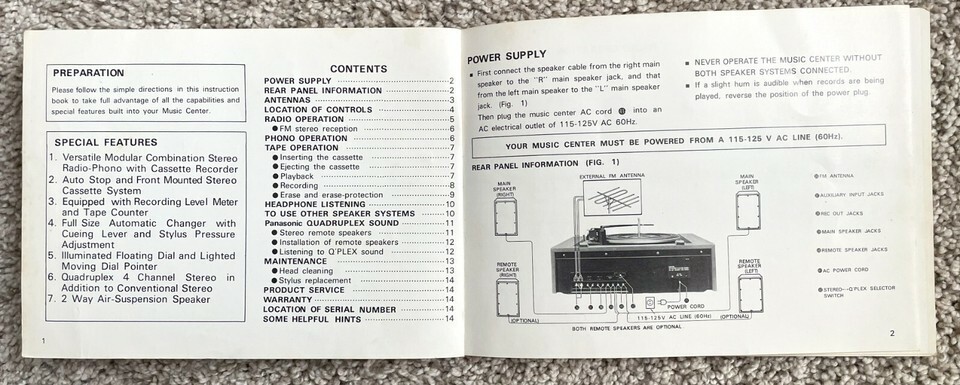 PREPARATION
Please follow the simple directions in this instruction
book to take full advantage of all the capabilities and
special features built into your Music Center.
SPECIAL FEATURES
1. Versatile Modular Combination Stereo
Radio-Phono with Cassette Recorder
2. Auto Stop and Front Mounted Stereo
Cassette System
3. Equipped with Recording Level Meter
and Tape Counter
4. Full Size Automatic Changer with
Cueing Lever and Stylus Pressure
Adjustment
5. Illuminated Floating Dial and Lighted
Moving Dial Pointer
6. Quadruplex 4 Channel Stereo in
Addition to Conventional Stereo
7. 2 Way Air-Suspension Speaker
1
CONTENTS
POWER SUPPLY 2
REAR PANEL INFORMATION 2
ANTENNAS 3
LOCATION OF CONTROLS 4
RADIO OPERATION 5
● FM stereo reception 6
PHONO OPERATION 6
TAPE OPERATION 7
● Inserting the cassette 7
● Ejecting the cassette 7
● Playback 7
● Recording 8
● Erase and erase-protection 9
HEADPHONE LISTENING 10
TO USE OTHER SPEAKER SYSTEMS 10
Panasonic QUADRUPLEX SOUND 11
● Stereo remote speakers 11
● Installation of remote speakers 12
● Listening to Q'PLEX sound 12
MAINTENANCE 13
● Head cleaning 13
● Stylus replacement 14
PRODUCT SERVICE 14
WARRANTY 14
LOCATION OF SERIAL NUMBER 14
SOME HELPFUL HINTS 14
POWER SUPPLY
■ First connect the speaker cable from the right main
speaker to the "R" main speaker jack, and that
from the left main speaker to the "L" main speaker
jack. (Fig. 1)
Then plug the music center AC cord into an
AC electrical outlet of 115-125V AC 60Hz.
■ NEVER OPERATE THE MUSIC CENTER WITHOUT
BOTH SPEAKER SYSTEMS CONNECTED.
■ If a slight hum is audible when records are being
played, reverse the position of the power plug.
YOUR MUSIC CENTER MUST BE POWERED FROM A 115-125 V AC LINE (60Hz).
REAR PANEL INFORMATION (FIG. 1)
EXTERNAL FM ANTENNA
MAIN
SPEAKER
(RIGHT)
MAIN
SPEAKER
(LEFT)
REMOTE
SPEAKER
(RIGHT)
REMOTE
SPEAKER
(LEFT)
POWER CORD
115-125V AC LINE (60Hz)
(OPTIONAL)
(OPTIONAL)
BOTH REMOTE SPEAKERS ARE OPTIONAL
FM ANTENNA
AUXILIARY INPUT JACKS
REC OUT JACKS
MAIN SPEAKER JACKS
REMOTE SPEAKER JACKS
AC POWER CORD
STEREO--Q'PLEX SELECTOR
SWITCH
2